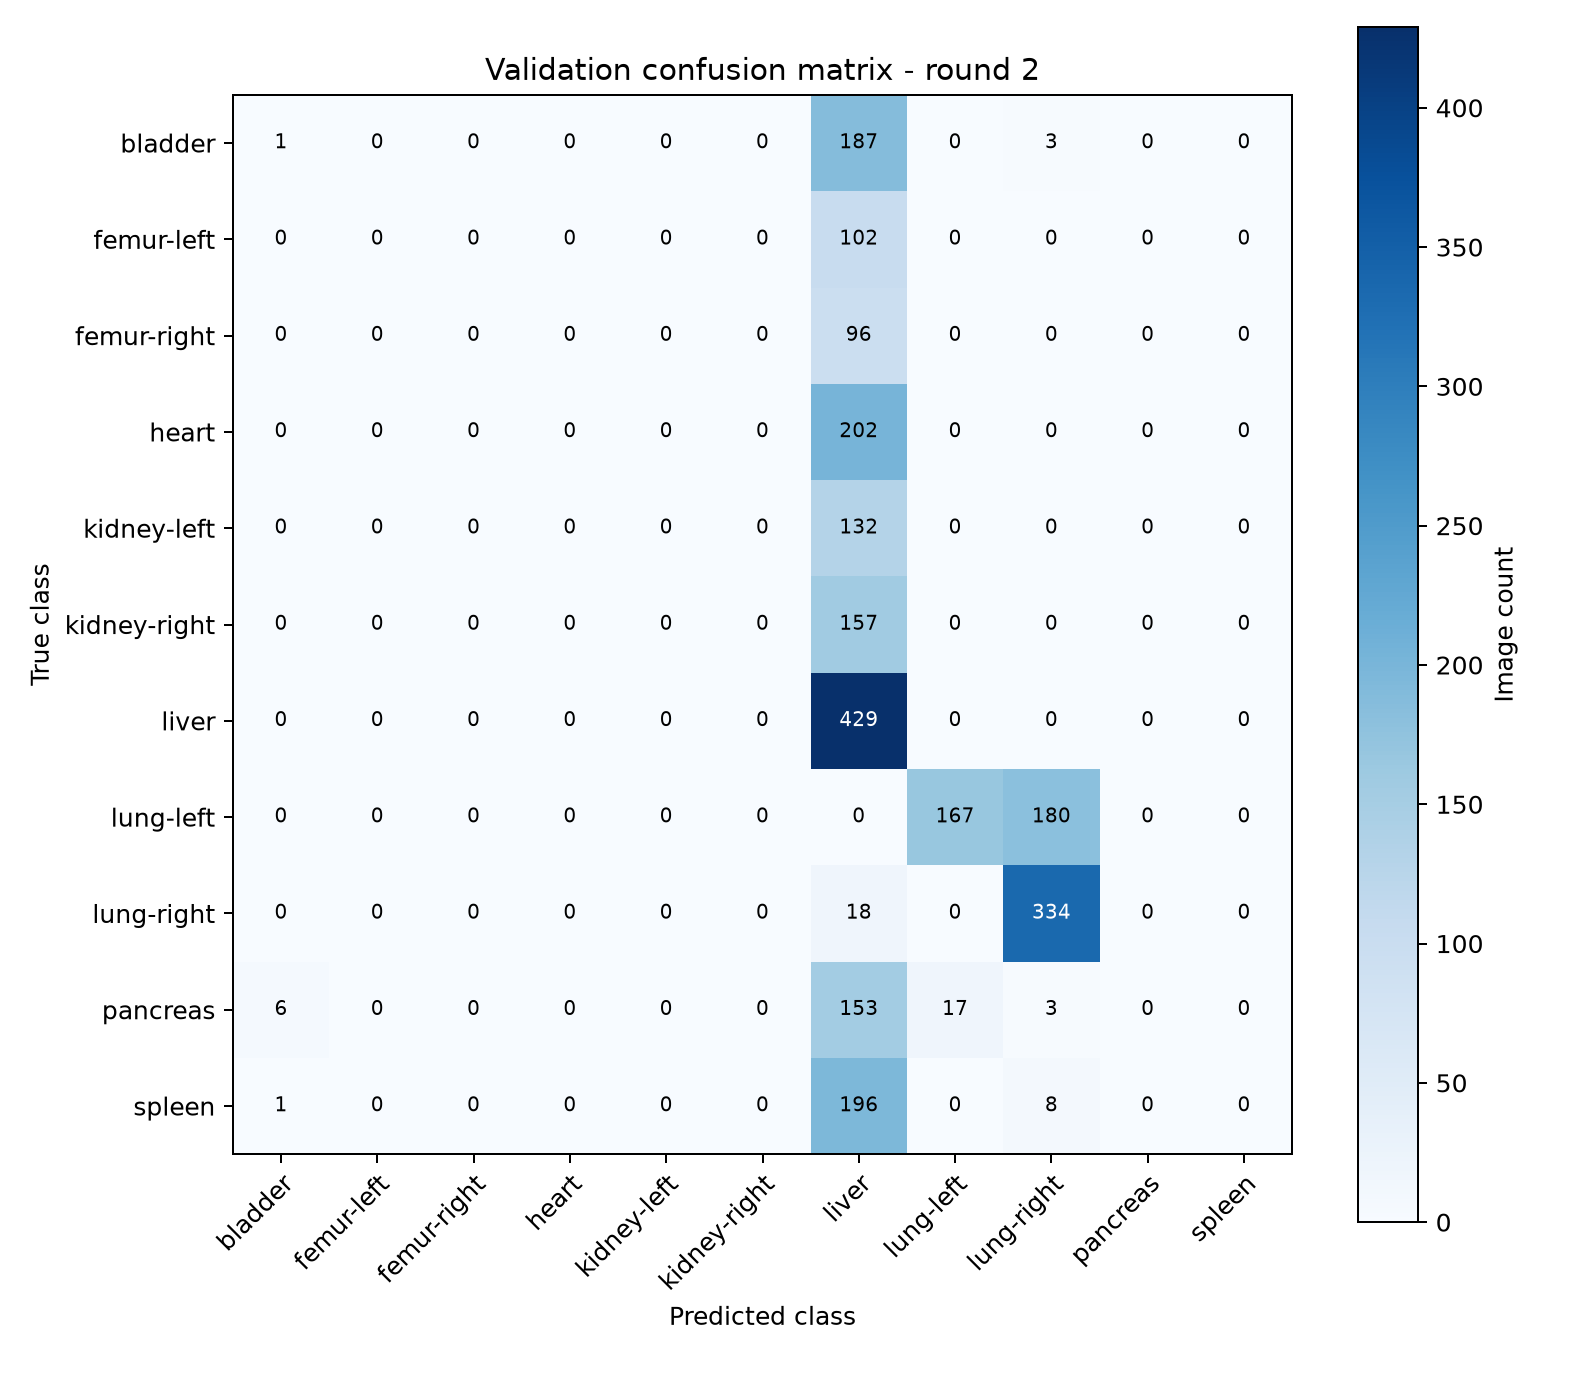 Validation confusion matrix - round 2
bladder 1 0 0 0 0 0 187 0 3 0 0
femur-left 0 0 0 0 0 0 102 0 0 0 0
femur-right 0 0 0 0 0 0 96 0 0 0 0
heart 0 0 0 0 0 0 202 0 0 0 0
kidney-left 0 0 0 0 0 0 132 0 0 0 0
kidney-right 0 0 0 0 0 0 157 0 0 0 0
liver 0 0 0 0 0 0 429 0 0 0 0
lung-left 0 0 0 0 0 0 0 167 180 0 0
lung-right 0 0 0 0 0 0 18 0 334 0 0
pancreas 6 0 0 0 0 0 153 17 3 0 0
spleen 1 0 0 0 0 0 196 0 8 0 0
bladder femur-left femur-right heart kidney-left kidney-right liver lung-left lung-right pancreas spleen
Predicted class
True class
400
350
300
250
200
150
100
50
0
Image count